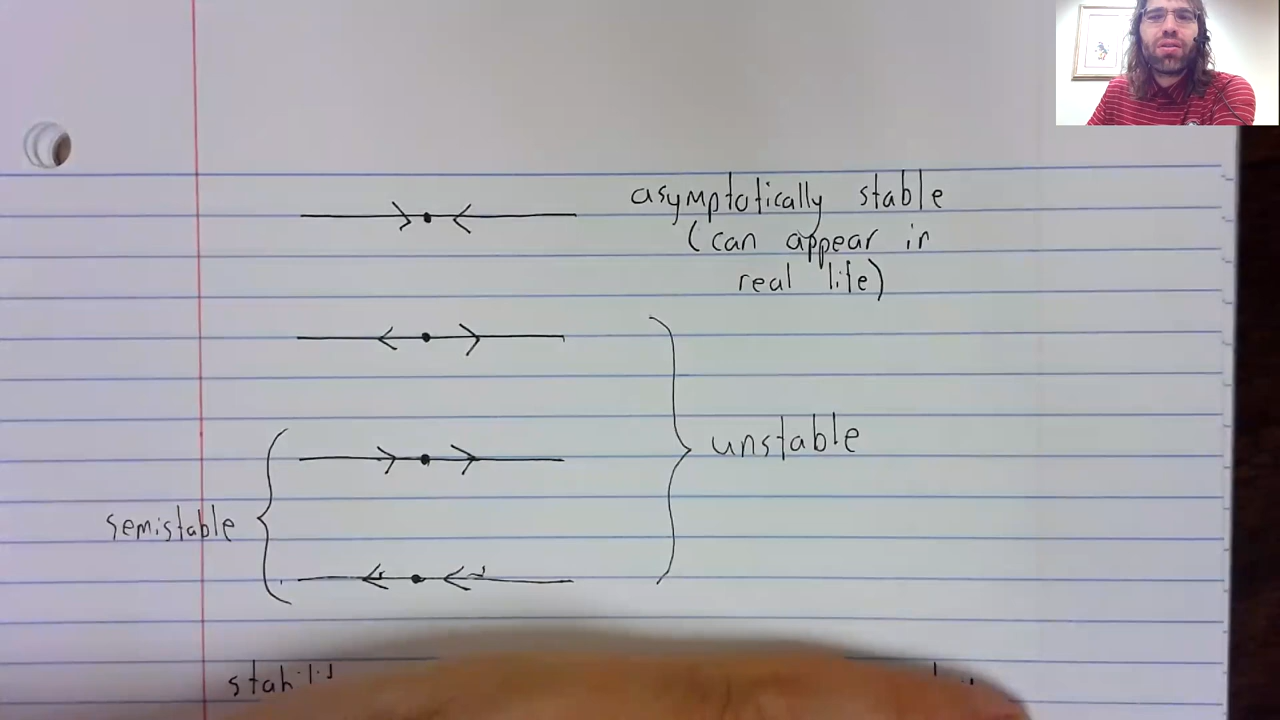 asymptotically stable
(can appear in
real life)
unstable
semistable